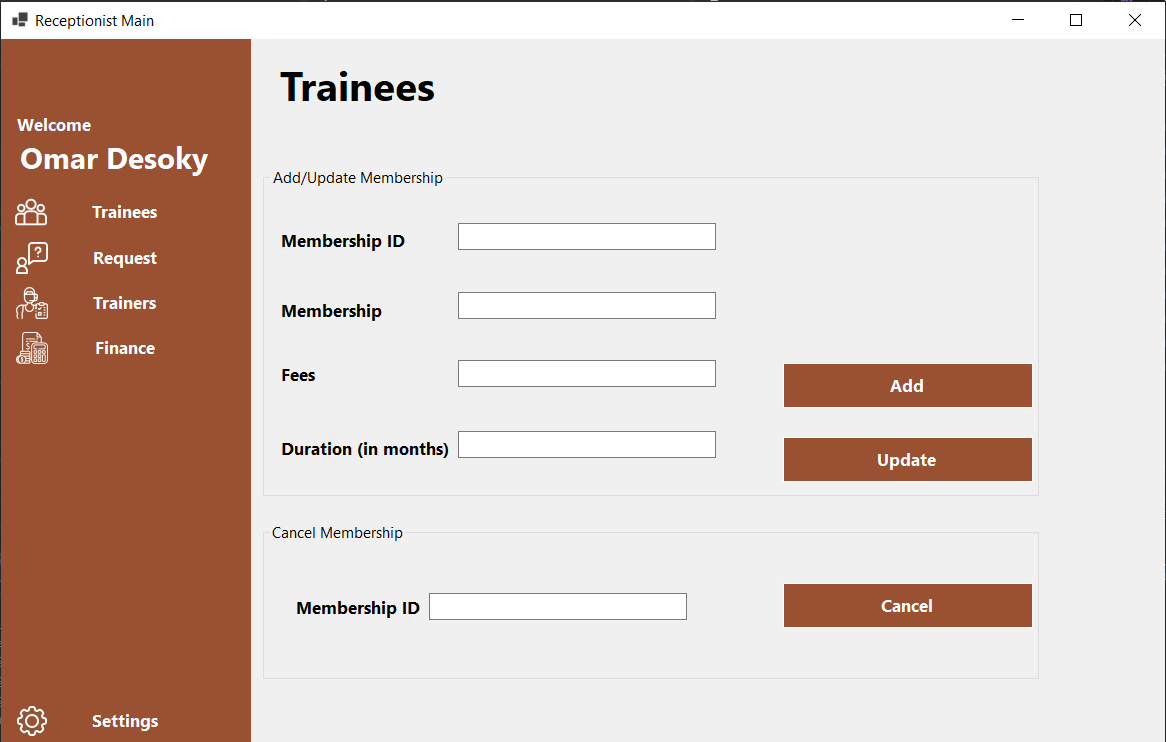 Receptionist Main
Welcome
Omar Desoky
Trainees
Request
Trainers
Finance
Settings
Trainees
Add/Update Membership
Membership ID
Membership
Fees
Add
Duration (in months)
Update
Cancel Membership
Membership ID
Cancel